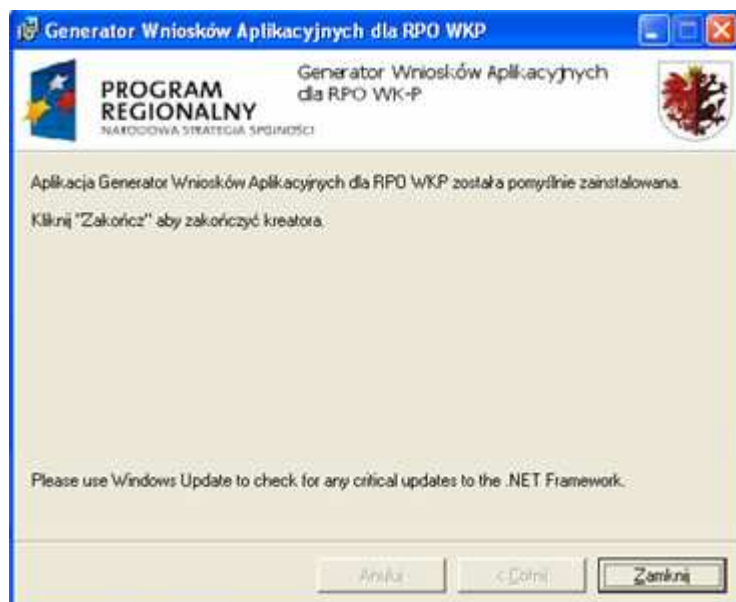 Generator Wniosków Aplikacyjnych dla RPO WKP
PROGRAM
REGIONALNY
NARODOWA STRATEGIA SPÓJNOŚCI
Generator Wniosków Aplikacyjnych
dla RPO WK-P
Aplikacja Generator Wniosków Aplikacyjnych dla RPO WKP została pomyślnie zainstalowana.
Kliknij "Zakończ" aby zakończyć kreatora.
Please use Windows Update to check for any critical updates to the .NET Framework.
Anuluj
< Cofnij
Zamknij